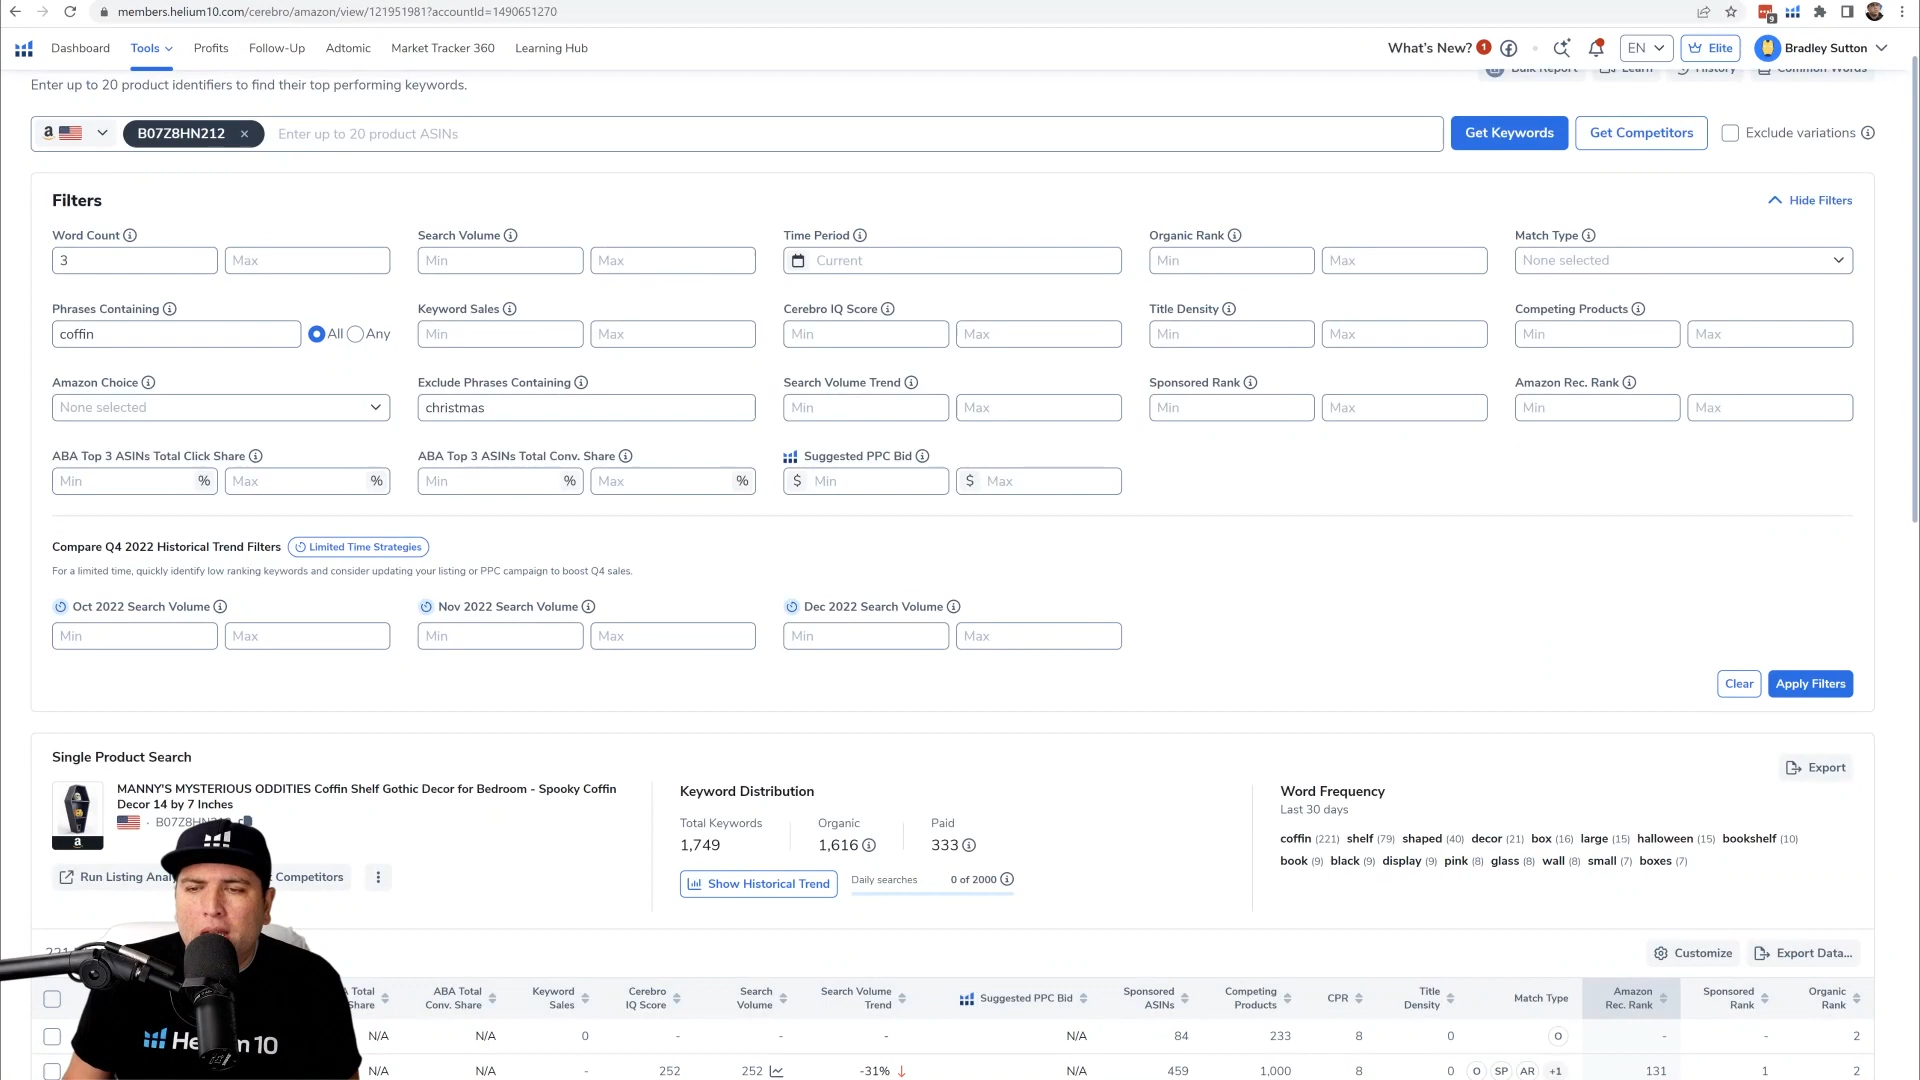 members.helium10.com/cerebro/amazon/view/121951981?accountId=1490651270
9
Dashboard Tools Profits Follow-Up Adtomic Market Tracker 360 Learning Hub What's New? 1 EN Elite Bradley Sutton
Enter up to 20 product identifiers to find their top performing keywords.
Bulk Report Learn History Common Words
a B07Z8HN212 × Enter up to 20 product ASINs Get Keywords Get Competitors Exclude variations
Filters Hide Filters
Word Count Search Volume Time Period Organic Rank Match Type
3 Max Min Max Current Min Max None selected
Phrases Containing Keyword Sales Cerebro IQ Score Title Density Competing Products
coffin All Any Min Max Min Max Min Max Min Max
Amazon Choice Exclude Phrases Containing Search Volume Trend Sponsored Rank Amazon Rec. Rank
None selected christmas Min Max Min Max Min Max
ABA Top 3 ASINs Total Click Share ABA Top 3 ASINs Total Conv. Share Suggested PPC Bid
Min % Max % Min % Max % $ Min $ Max
Compare Q4 2022 Historical Trend Filters Limited Time Strategies
For a limited time, quickly identify low ranking keywords and consider updating your listing or PPC campaign to boost Q4 sales.
Oct 2022 Search Volume Nov 2022 Search Volume Dec 2022 Search Volume
Min Max Min Max Min Max
Clear Apply Filters
Single Product Search
Export
MANNY'S MYSTERIOUS ODDITIES Coffin Shelf Gothic Decor for Bedroom - Spooky Coffin
Decor 14 by 7 Inches
a
Run Listing Competitors
Keyword Distribution
Total Keywords Organic Paid
1,749 1,616 333
Show Historical Trend Daily searches 0 of 2000
Word Frequency
Last 30 days
coffin (221) shelf (79) shaped (40) decor (21) box (16) large (15) halloween (15) bookshelf (10)
book (9) black (9) display (9) pink (8) glass (8) wall (8) small (7) boxes (7)
Customize Export Data...
Total Share ABA Total Conv. Share Keyword Sales Cerebro IQ Score Search Volume Search Volume Trend Suggested PPC Bid Sponsored ASINs Competing Products CPR Title Density Match Type Amazon Rec. Rank Sponsored Rank Organic Rank
N/A N/A 0 - - - N/A 84 233 8 0 O - - 2
N/A N/A - 252 252 -31% N/A 459 1,000 8 0 O SP AR +1 131 1 2